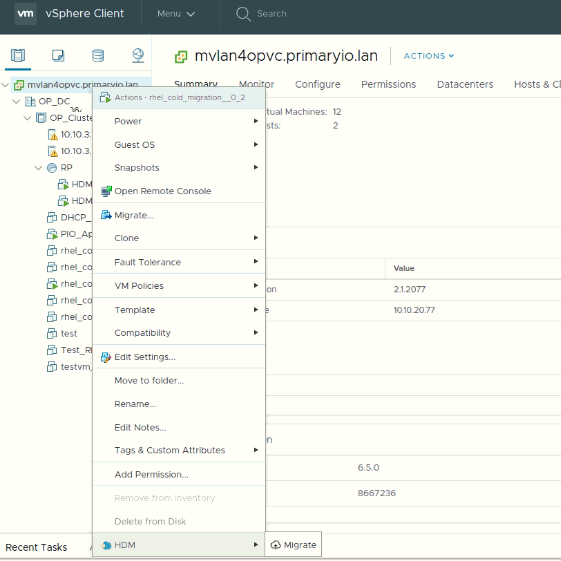 vm vSphere Client Menu Search
mvlan4opvc.primaryio.lan ACTIONS
Summary Monitor Configure Permissions Datacenters Hosts & Cl
mvlan4opvc.primaryio.lan
OP_DC
OP_Cluste
10.10.3.
10.10.3.
RP
HDM
HDM
DHCP_
PIO_Ap
rhel_co
rhel_co
rhel_co
rhel_co
rhel_co
test
Test_R
testvm_
Actions - rhel_cold_migration__0_2
Power
Guest OS
Snapshots
Open Remote Console
Migrate...
Clone
Fault Tolerance
VM Policies
Template
Compatibility
Edit Settings...
Move to folder...
Rename...
Edit Notes...
Tags & Custom Attributes
Add Permission...
Remove from Inventory
Delete from Disk
HDM
Migrate
tual Machines: 12
sts: 2
Value
on 2.1.2077
e 10.10.20.77
on
6.5.0
8667236
Recent Tasks